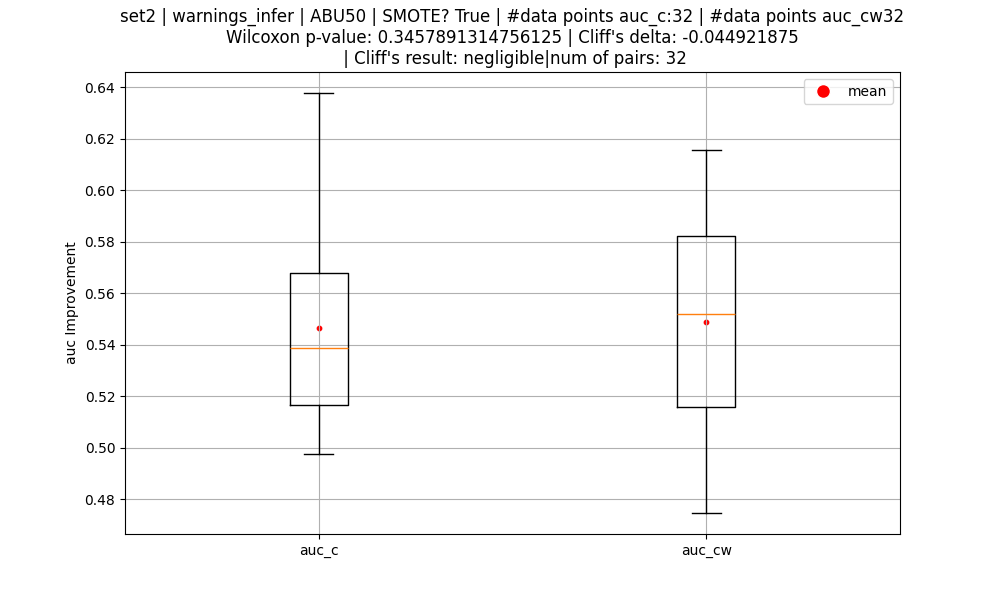 set2 | warnings_infer | ABU50 | SMOTE? True | #data points auc_c:32 | #data points auc_cw32
Wilcoxon p-value: 0.3457891314756125 | Cliff's delta: -0.044921875
| Cliff's result: negligible|num of pairs: 32
mean
0.64
0.62
0.60
0.58
0.56
0.54
0.52
0.50
0.48
auc Improvement
auc_c
auc_cw